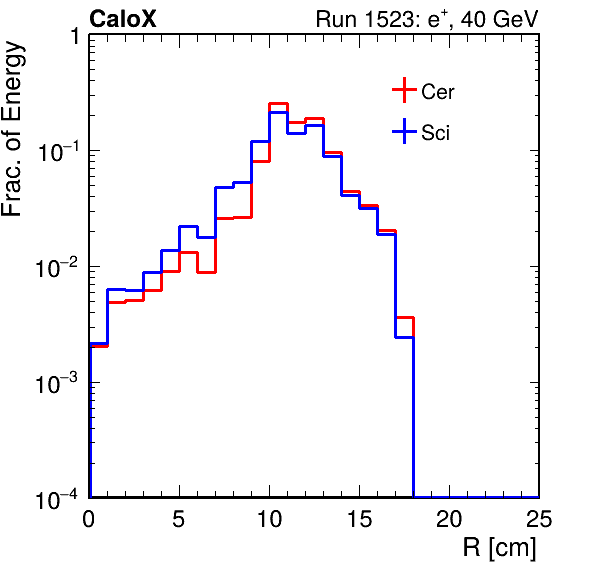 CaloX Run 1523: e⁺, 40 GeV
Frac. of Energy
1
10⁻¹
10⁻²
10⁻³
10⁻⁴
Cer
Sci
0 5 10 15 20 25
R [cm]